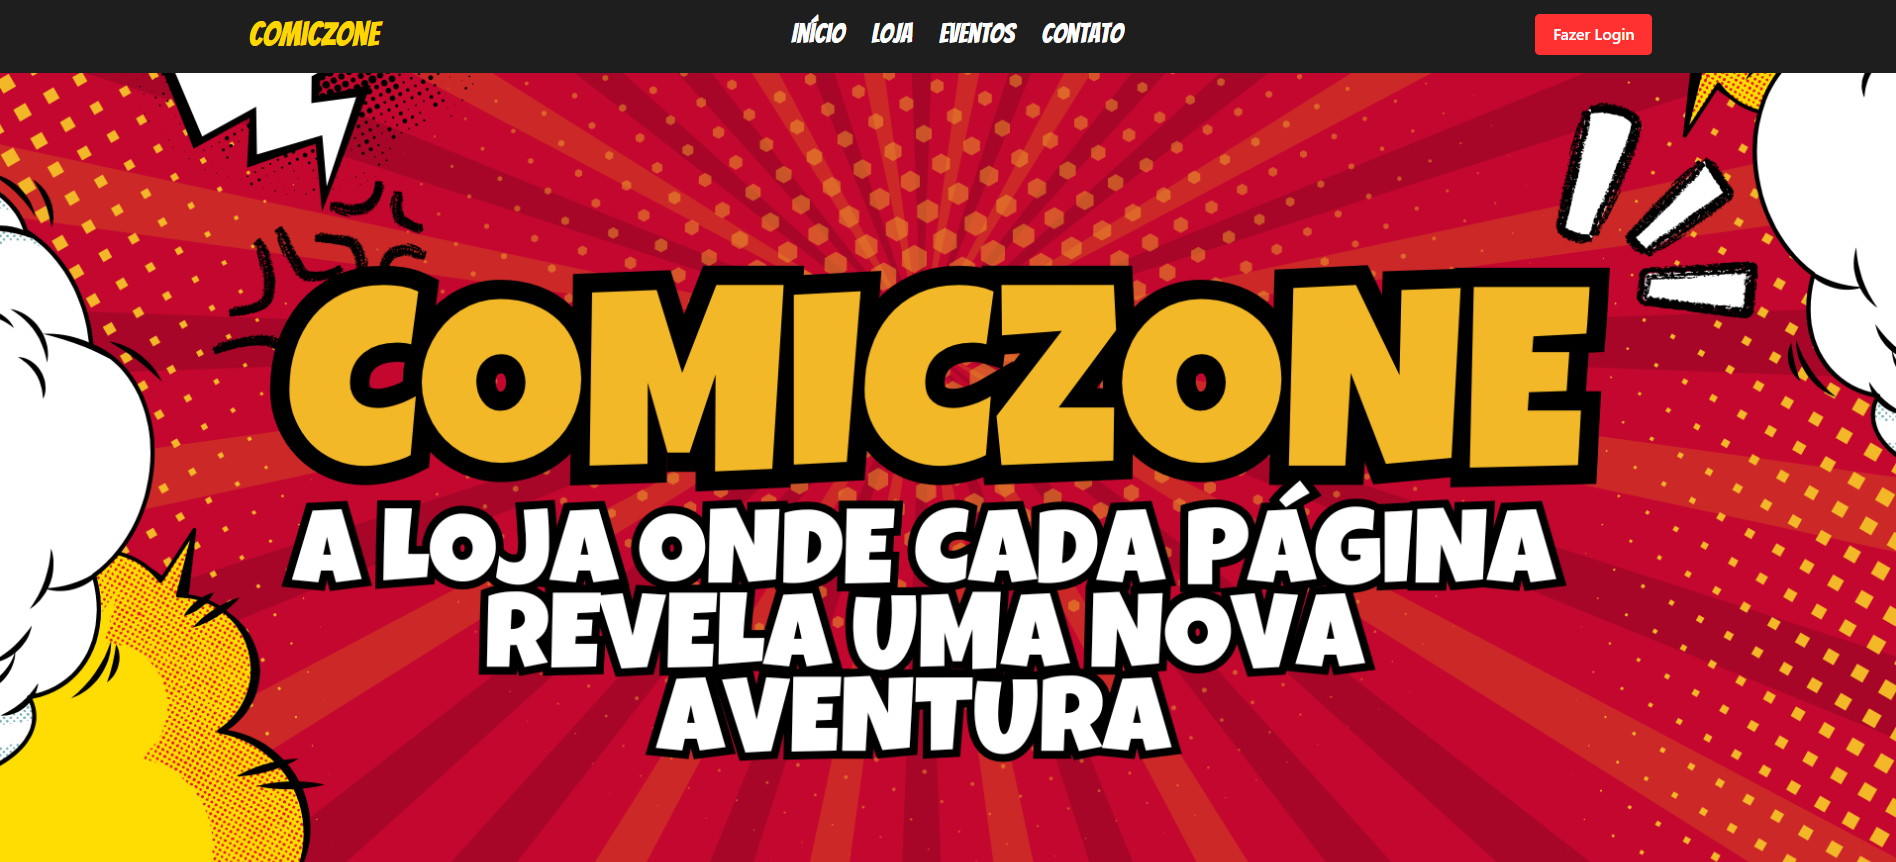 COMICZONE
INÍCIO LOJA EVENTOS CONTATO
Fazer Login
COMICZONE
A LOJA ONDE CADA PÁGINA
REVELA UMA NOVA
AVENTURA